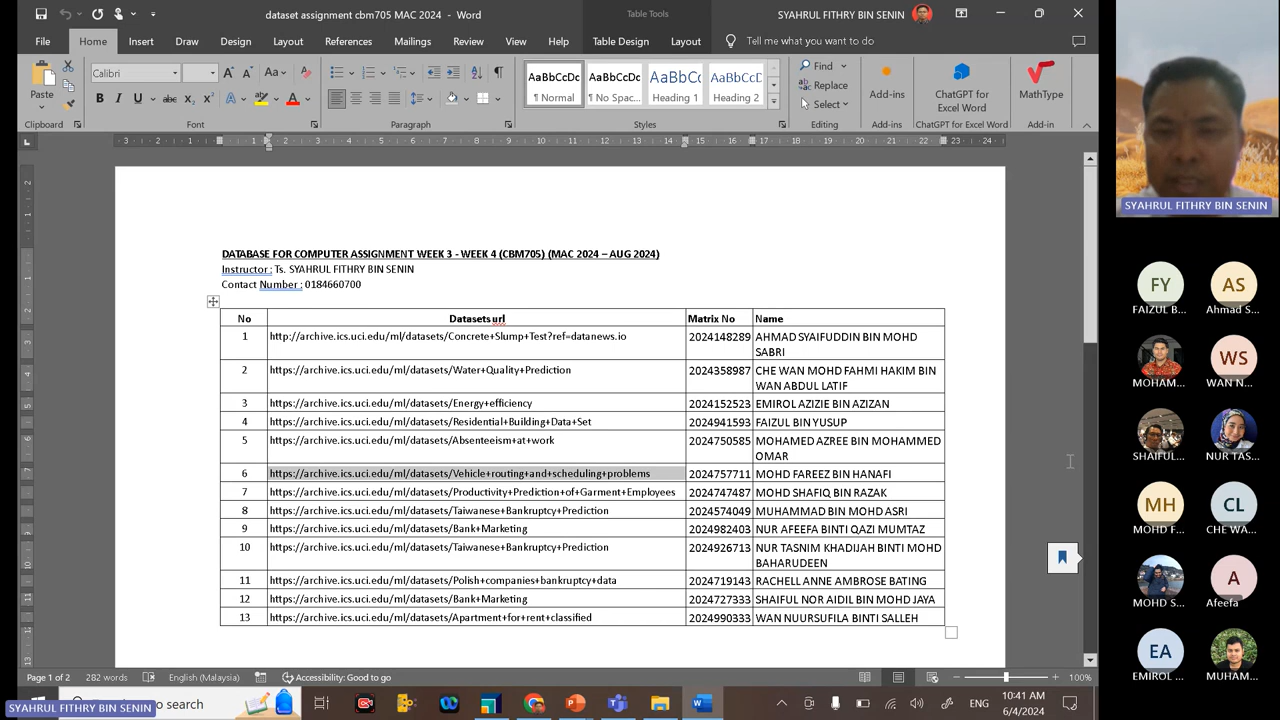 dataset assignment cbm705 MAC 2024 - Word
Table Tools
SYAHRUL FITHRY BIN SENIN
File Home Insert Draw Design Layout References Mailings Review View Help Table Design Layout Tell me what you want to do
Paste
Calibri
AaBbCcDc AaBbCcDc AaBbCc AaBbCcE
¶ Normal ¶ No Spac... Heading 1 Heading 2
Find
Replace
Select
Add-ins
ChatGPT for Excel Word
MathType
Clipboard Font Paragraph Styles Editing Add-ins ChatGPT for Excel Word Add-in
DATABASE FOR COMPUTER ASSIGNMENT WEEK 3 - WEEK 4 (CBM705) (MAC 2024 – AUG 2024)
Instructor : Ts. SYAHRUL FITHRY BIN SENIN
Contact Number : 0184660700
No Datasets url Matrix No Name
1 http://archive.ics.uci.edu/ml/datasets/Concrete+Slump+Test?ref=datanews.io 2024148289 AHMAD SYAIFUDDIN BIN MOHD
SABRI
2 https://archive.ics.uci.edu/ml/datasets/Water+Quality+Prediction 2024358987 CHE WAN MOHD FAHMI HAKIM BIN
WAN ABDUL LATIF
3 https://archive.ics.uci.edu/ml/datasets/Energy+efficiency 2024152523 EMIROL AZIZIE BIN AZIZAN
4 https://archive.ics.uci.edu/ml/datasets/Residential+Building+Data+Set 2024941593 FAIZUL BIN YUSUP
5 https://archive.ics.uci.edu/ml/datasets/Absenteeism+at+work 2024750585 MOHAMED AZREE BIN MOHAMMED
OMAR
6 https://archive.ics.uci.edu/ml/datasets/Vehicle+routing+and+scheduling+problems 2024757711 MOHD FAREEZ BIN HANAFI
7 https://archive.ics.uci.edu/ml/datasets/Productivity+Prediction+of+Garment+Employees 2024747487 MOHD SHAFIQ BIN RAZAK
8 https://archive.ics.uci.edu/ml/datasets/Taiwanese+Bankruptcy+Prediction 2024574049 MUHAMMAD BIN MOHD ASRI
9 https://archive.ics.uci.edu/ml/datasets/Bank+Marketing 2024982403 NUR AFEEFA BINTI QAZI MUMTAZ
10 https://archive.ics.uci.edu/ml/datasets/Taiwanese+Bankruptcy+Prediction 2024926713 NUR TASNIM KHADIJAH BINTI MOHD
BAHARUDEEN
11 https://archive.ics.uci.edu/ml/datasets/Polish+companies+bankruptcy+data 2024719143 RACHELL ANNE AMBROSE BATING
12 https://archive.ics.uci.edu/ml/datasets/Bank+Marketing 2024727333 SHAIFUL NOR AIDIL BIN MOHD JAYA
13 https://archive.ics.uci.edu/ml/datasets/Apartment+for+rent+classified 2024990333 WAN NUURSUFILA BINTI SALLEH
Page 1 of 2 282 words English (Malaysia) Accessibility: Good to go 100%
SYAHRUL FITHRY BIN SENIN
search
ENG
10:41 AM
6/4/2024
SYAHRUL FITHRY BIN SENIN
FY AS
FAIZUL B... Ahmad S...
WS
MOHAM... WAN N...
SHAIFUL... NUR TAS...
MH CL
MOHD F... CHE WA...
A
MOHD S... Afeefa
EA
EMIROL ... MUHAM...